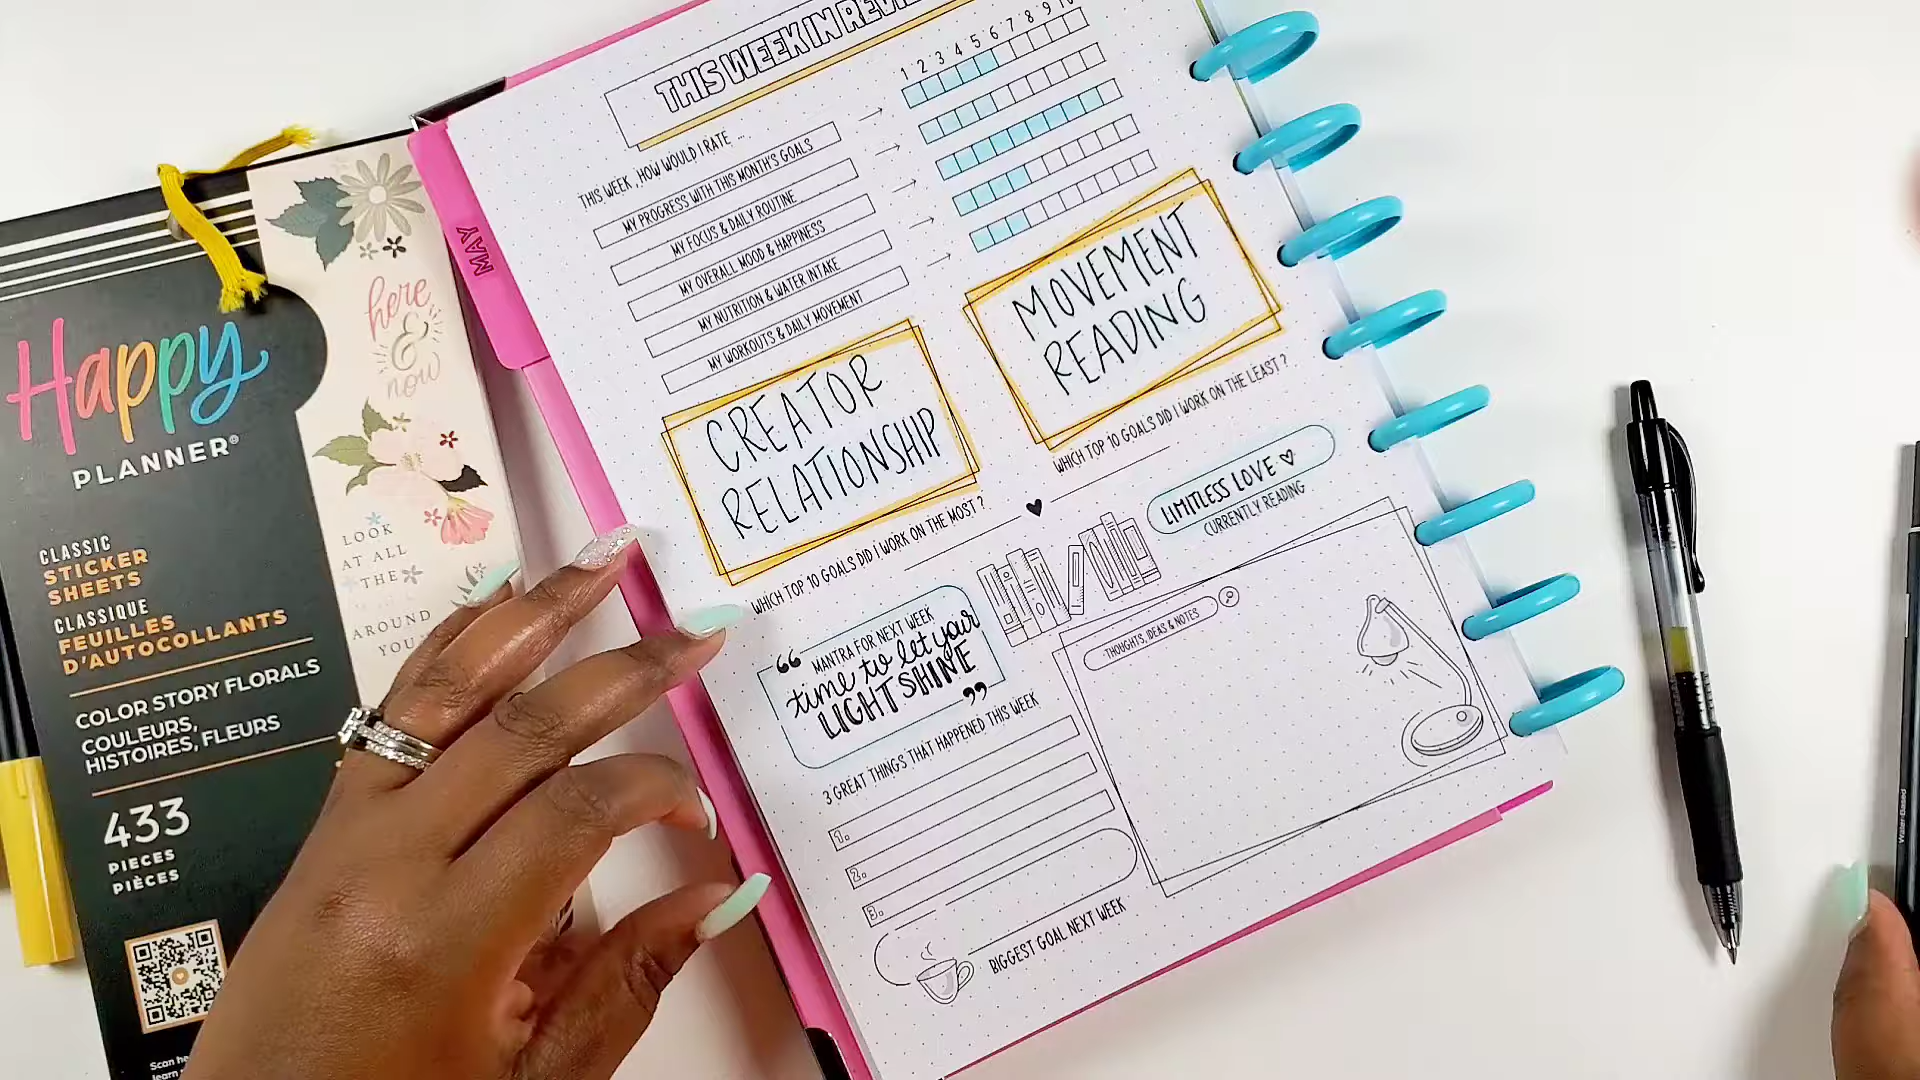 THIS WEEK IN REVIEW
1 2 3 4 5 6 7 8 9 10
THIS WEEK, HOW WOULD I RATE ...
MY PROGRESS WITH THIS MONTH'S GOALS
MY FOCUS & DAILY ROUTINE
MY OVERALL MOOD & HAPPINESS
MY NUTRITION & WATER INTAKE
MY WORKOUTS & DAILY MOVEMENT
MAY
CREATOR
RELATIONSHIP
WHICH TOP 10 GOALS DID I WORK ON THE MOST?
MOVEMENT
READING
WHICH TOP 10 GOALS DID I WORK ON THE LEAST?
LIMITLESS LOVE
CURRENTLY READING
MANTRA FOR NEXT WEEK
“time to let your
LIGHT SHINE”
THOUGHTS, IDEAS & NOTES
3 GREAT THINGS THAT HAPPENED THIS WEEK
1.
2.
3.
BIGGEST GOAL NEXT WEEK
Happy
PLANNER®
CLASSIC
STICKER
SHEETS
CLASSIQUE
FEUILLES
D'AUTOCOLLANTS
COLOR STORY FLORALS
COULEURS,
HISTOIRES, FLEURS
433
PIECES
PIÈCES
Scan
learn
here
&
now
LOOK
AT ALL
THE
AROUND
YOU
Water-Based